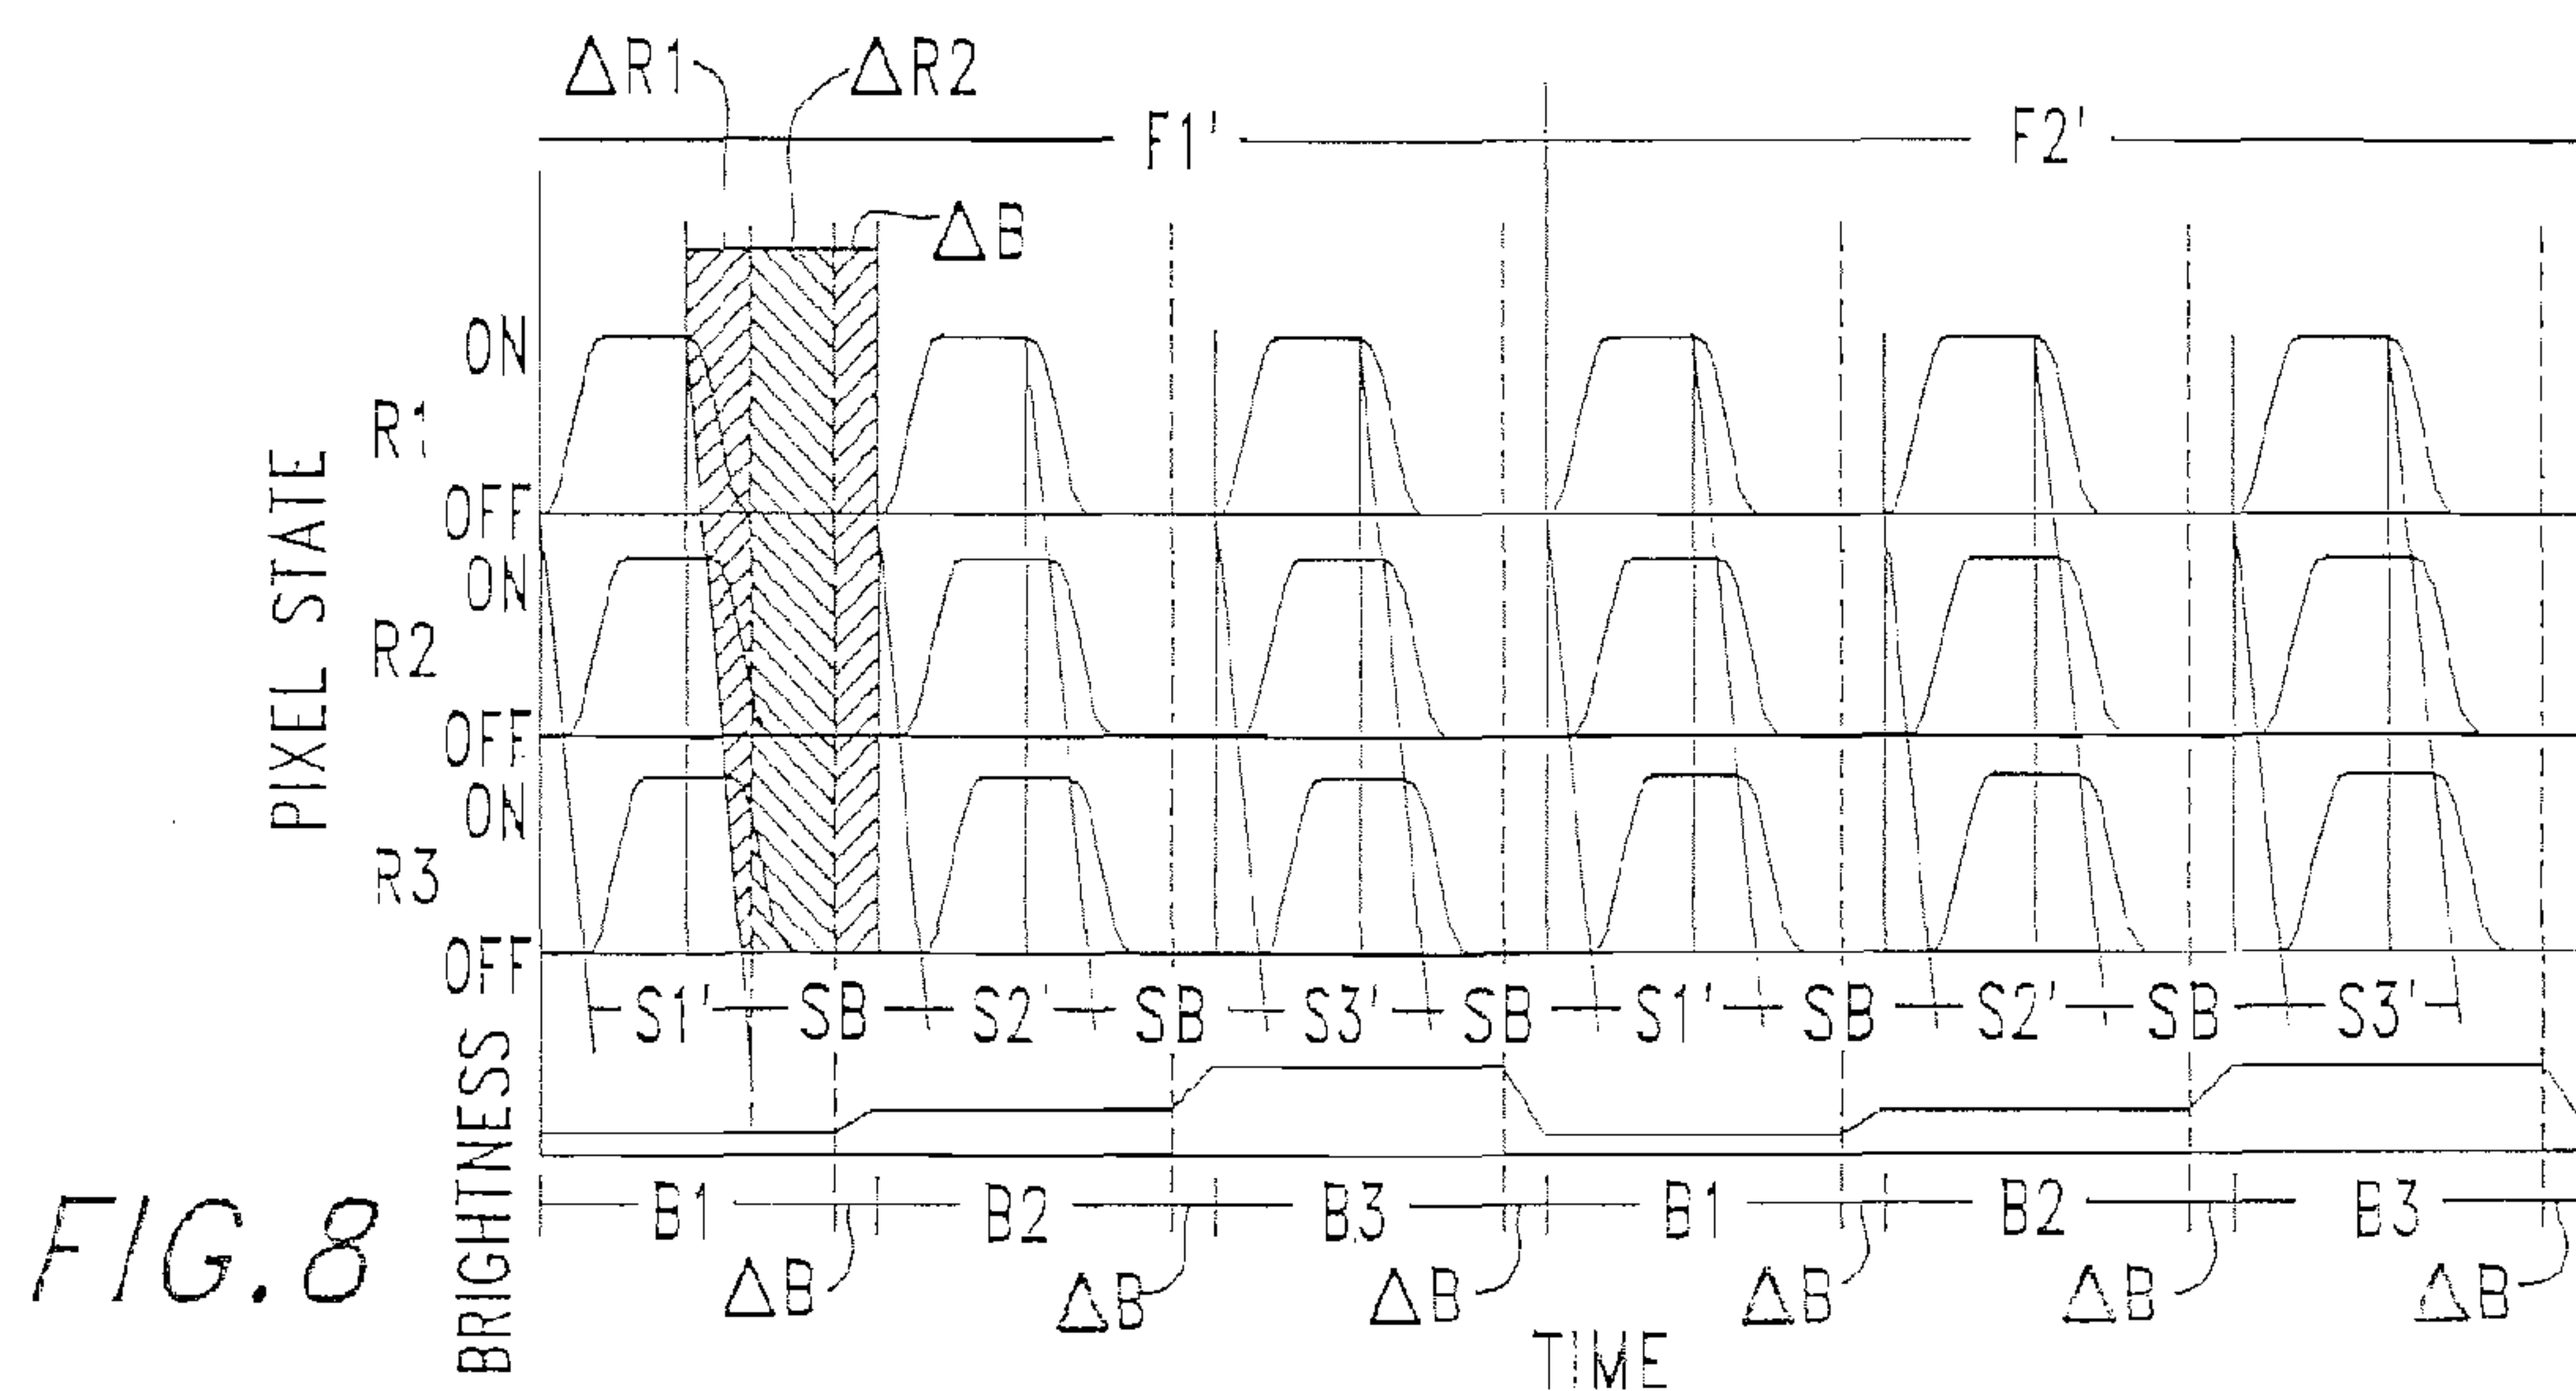 ΔR1 ΔR2
F1' F2'
ΔB
PIXEL STATE
R1 ON OFF
R2 ON OFF
R3 ON OFF
S1' SB S2' SB S3' SB S1' SB S2' SB S3'
BRIGHTNESS
B1 B2 B3 B1 B2 B3
ΔB ΔB ΔB ΔB ΔB ΔB
TIME
FIG. 8